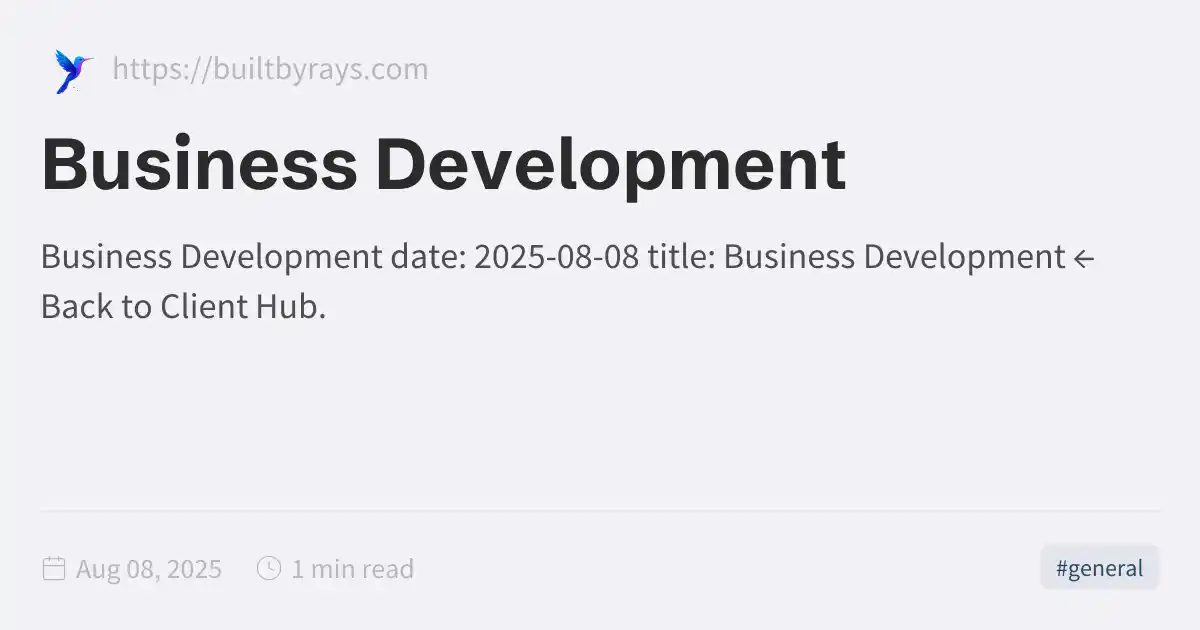 https://builtbyrays.com
Business Development
Business Development date: 2025-08-08 title: Business Development ←
Back to Client Hub.
Aug 08, 2025
1 min read
#general